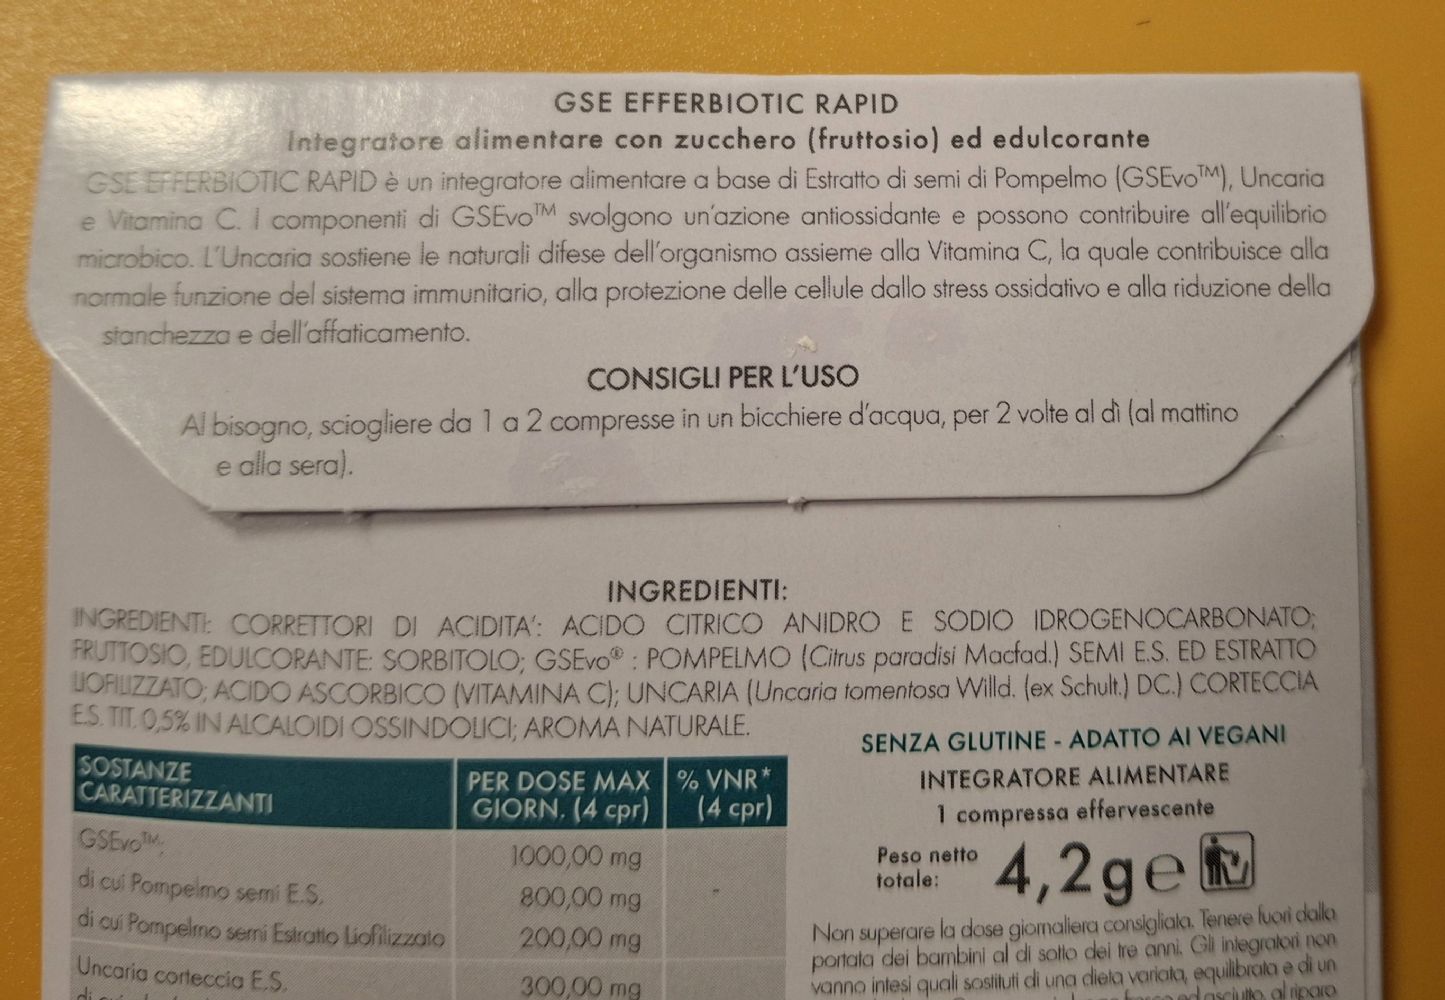 GSE EFFERBIOTIC RAPID
Integratore alimentare con zucchero (fruttosio) ed edulcorante
GSE EFFERBIOTIC RAPID è un integratore alimentare a base di Estratto di semi di Pompelmo (GSEvo™), Uncaria
e Vitamina C. I componenti di GSEvo™ svolgono un'azione antiossidante e possono contribuire all'equilibrio
microbico. L'Uncaria sostiene le naturali difese dell'organismo assieme alla Vitamina C, la quale contribuisce alla
normale funzione del sistema immunitario, alla protezione delle cellule dallo stress ossidativo e alla riduzione della
stanchezza e dell'affaticamento.
CONSIGLI PER L'USO
Al bisogno, sciogliere da 1 a 2 compresse in un bicchiere d'acqua, per 2 volte al dì (al mattino
e alla sera).
INGREDIENTI:
INGREDIENTI: CORRETTORI DI ACIDITA': ACIDO CITRICO ANIDRO E SODIO IDROGENOCARBONATO;
FRUTTOSIO, EDULCORANTE: SORBITOLO; GSEvo® : POMPELMO (Citrus paradisi Macfad.) SEMI E.S. ED ESTRATTO
LIOFILIZZATO; ACIDO ASCORBICO (VITAMINA C); UNCARIA (Uncaria tomentosa Willd. (ex Schult.) DC.) CORTECCIA
E.S. TIT. 0,5% IN ALCALOIDI OSSINDOLICI; AROMA NATURALE.
SOSTANZE
CARATTERIZZANTI
PER DOSE MAX
GIORN. (4 cpr)
% VNR*
(4 cpr)
GSEvo™,
1000,00 mg
di cui Pompelmo semi E.S.
800,00 mg
-
di cui Pompelmo semi Estratto Liofilizzato
200,00 mg
Uncaria corteccia E.S.
300,00 mg
SENZA GLUTINE - ADATTO AI VEGANI
INTEGRATORE ALIMENTARE
1 compressa effervescente
Peso netto
totale:
4,2g℮
Non superare la dose giornaliera consigliata. Tenere fuori dalla
portata dei bambini al di sotto dei tre anni. Gli integratori non
vanno intesi quali sostituti di una dieta variata, equilibrata e di un
fresco ed asciutto, al riparo